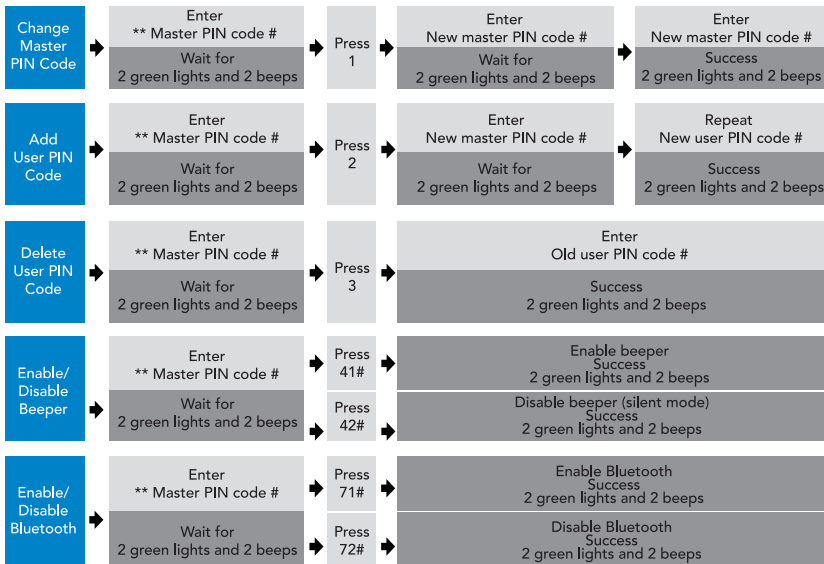 Change
Master
PIN Code
Enter
** Master PIN code #
Wait for
2 green lights and 2 beeps
Press
1
Enter
New master PIN code #
Wait for
2 green lights and 2 beeps
Enter
New master PIN code #
Success
2 green lights and 2 beeps
Add
User PIN
Code
Enter
** Master PIN code #
Wait for
2 green lights and 2 beeps
Press
2
Enter
New master PIN code #
Wait for
2 green lights and 2 beeps
Repeat
New user PIN code #
Success
2 green lights and 2 beeps
Delete
User PIN
Code
Enter
** Master PIN code #
Wait for
2 green lights and 2 beeps
Press
3
Enter
Old user PIN code #
Success
2 green lights and 2 beeps
Enable/
Disable
Beeper
Enter
** Master PIN code #
Wait for
2 green lights and 2 beeps
Press
41#
Enable beeper
Success
2 green lights and 2 beeps
Press
42#
Disable beeper (silent mode)
Success
2 green lights and 2 beeps
Enable/
Disable
Bluetooth
Enter
** Master PIN code #
Wait for
2 green lights and 2 beeps
Press
71#
Enable Bluetooth
Success
2 green lights and 2 beeps
Press
72#
Disable Bluetooth
Success
2 green lights and 2 beeps